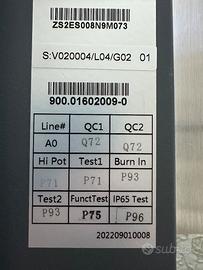 ZS2ES008N9M073
S:V020004/L04/G02 01
900.01602009-0
Line# QC1 QC2
A0 Q72 Q72
Hi Pot Test1 Burn In
P71 P71 P93
Test2 FunctTest IP65 Test
P93 P75 P96
202209010008
subito